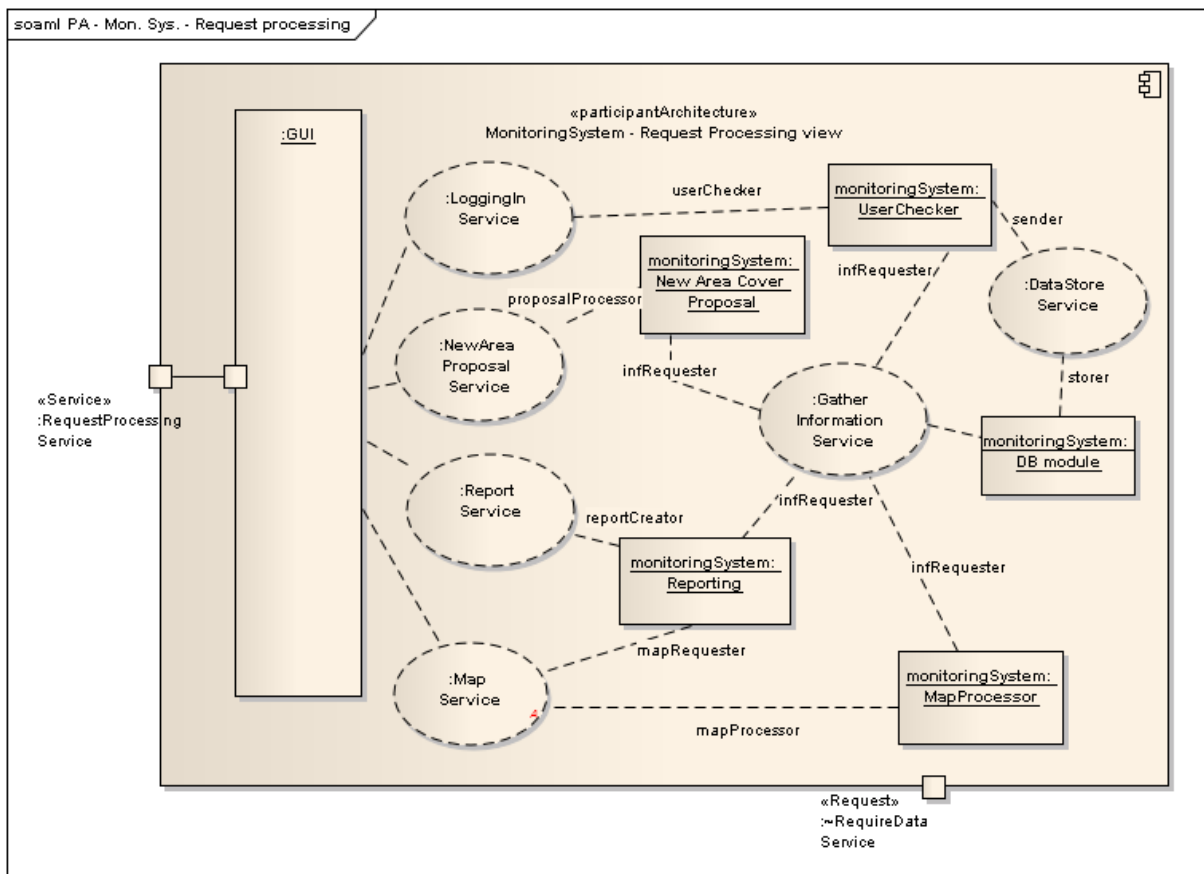 soaml PA - Mon. Sys. - Request processing
«participantArchitecture»
MonitoringSystem - Request Processing view
:GUI
:LoggingIn
Service
userChecker
monitoringSystem:
UserChecker
sender
:DataStore
Service
storer
monitoringSystem:
New Area Cover
Proposal
proposalProcessor
:NewArea
Proposal
Service
infRequester
infRequester
:Gather
Information
Service
monitoringSystem:
DB module
«Service»
:RequestProcessing
Service
:Report
Service
reportCreator
monitoringSystem:
Reporting
infRequester
infRequester
:Map
Service
A
mapRequester
mapProcessor
monitoringSystem:
MapProcessor
«Request»
:~RequireData
Service